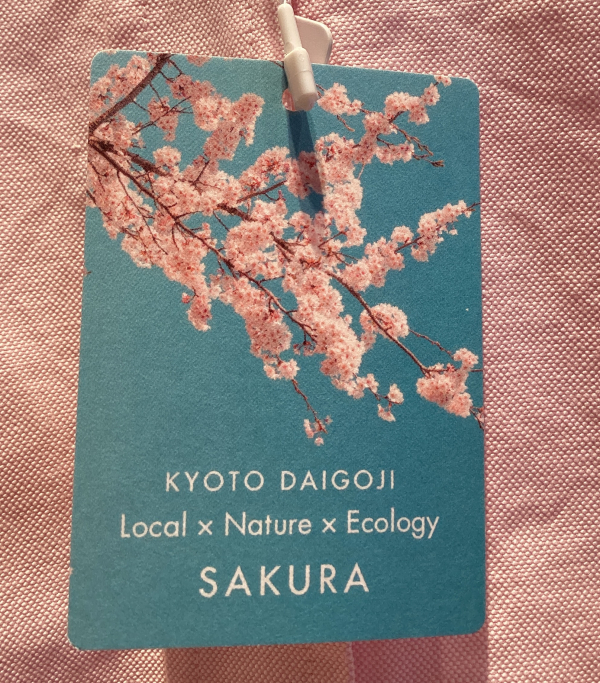 KYOTO DAIGOJI
Local x Nature x Ecology
SAKURA